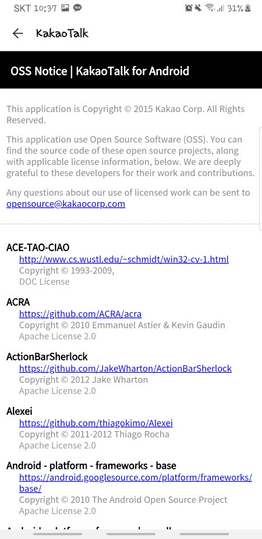 SKT 10:37
31%
KakaoTalk
OSS Notice | KakaoTalk for Android
This application is Copyright © 2015 Kakao Corp. All Rights
Reserved.
This application use Open Source Software (OSS). You can
find the source code of these open source projects, along
with applicable license information, below. We are deeply
grateful to these developers for their work and contributions.
Any questions about our use of licensed work can be sent to
opensource@kakaocorp.com
ACE-TAO-CIAO
http://www.cs.wustl.edu/~schmidt/win32-cv-1.html
Copyright © 1993-2009,
DOC License
ACRA
https://github.com/ACRA/acra
Copyright © 2010 Emmanuel Astier & Kevin Gaudin
Apache License 2.0
ActionBarSherlock
https://github.com/JakeWharton/ActionBarSherlock
Copyright © 2012 Jake Wharton
Apache License 2.0
Alexei
https://github.com/thiagokimo/Alexei
Copyright © 2011-2012 Thiago Rocha
Apache License 2.0
Android - platform - frameworks - base
https://android.googlesource.com/platform/frameworks/
base/
Copyright © 2010 The Android Open Source Project
Apache License 2.0